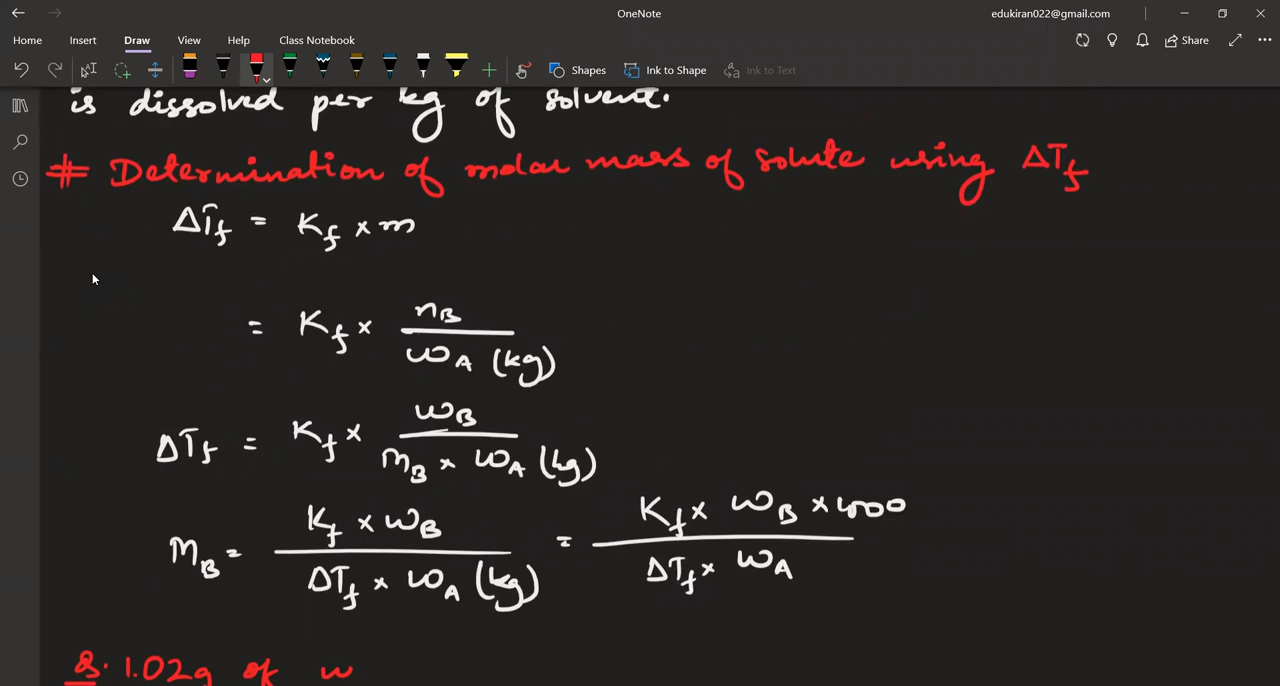 OneNote
edukiran022@gmail.com
Home Insert Draw View Help Class Notebook
Share
Shapes Ink to Shape Ink to Text
is dissolved per kg of solvent.
# Determination of molar mass of solute using ΔTf
ΔTf = Kf × m
= Kf × nB / wA (kg)
ΔTf = Kf × wB / mB × wA (kg)
mB = Kf × wB / ΔTf × wA (kg) = Kf × wB × 1000 / ΔTf × wA
Q. 1.02g of w